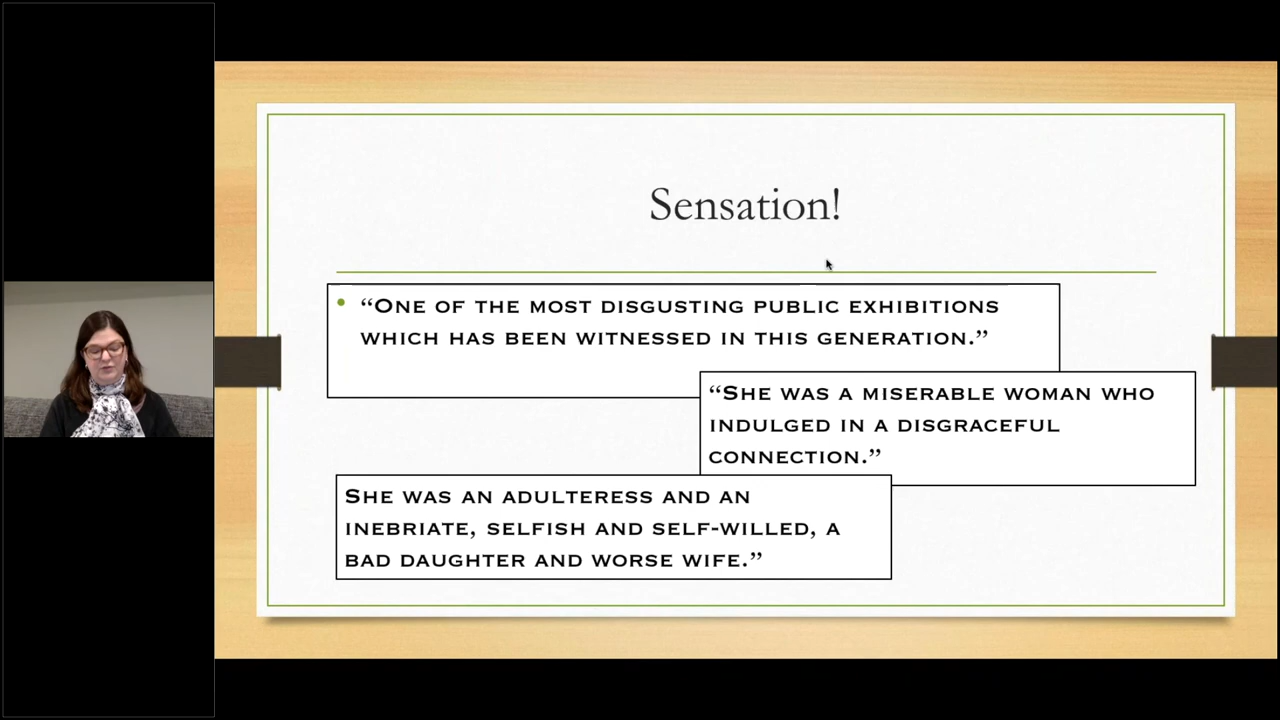 Sensation!
“One of the most disgusting public exhibitions
which has been witnessed in this generation.”
“She was a miserable woman who
indulged in a disgraceful
connection.”
She was an adulteress and an
inebriate, selfish and self-willed, a
bad daughter and worse wife.”